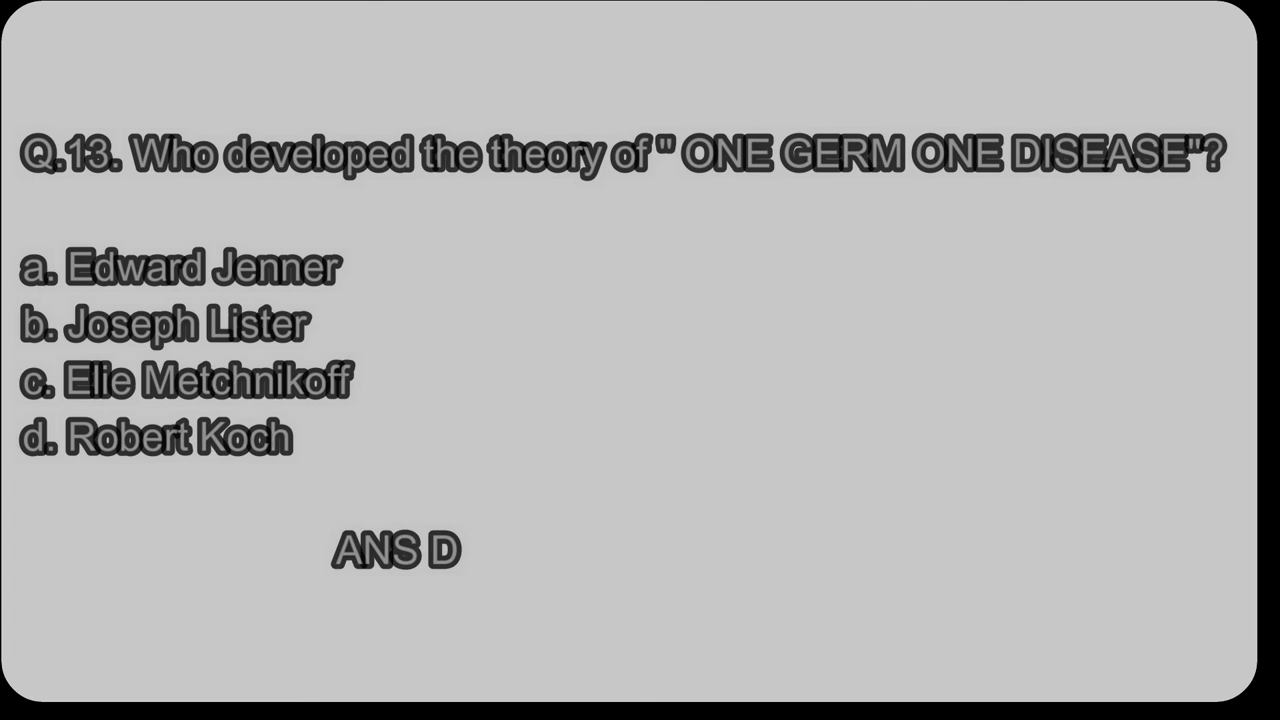 Q.13. Who developed the theory of " ONE GERM ONE DISEASE"?
a. Edward Jenner
b. Joseph Lister
c. Elie Metchnikoff
d. Robert Koch
ANS D